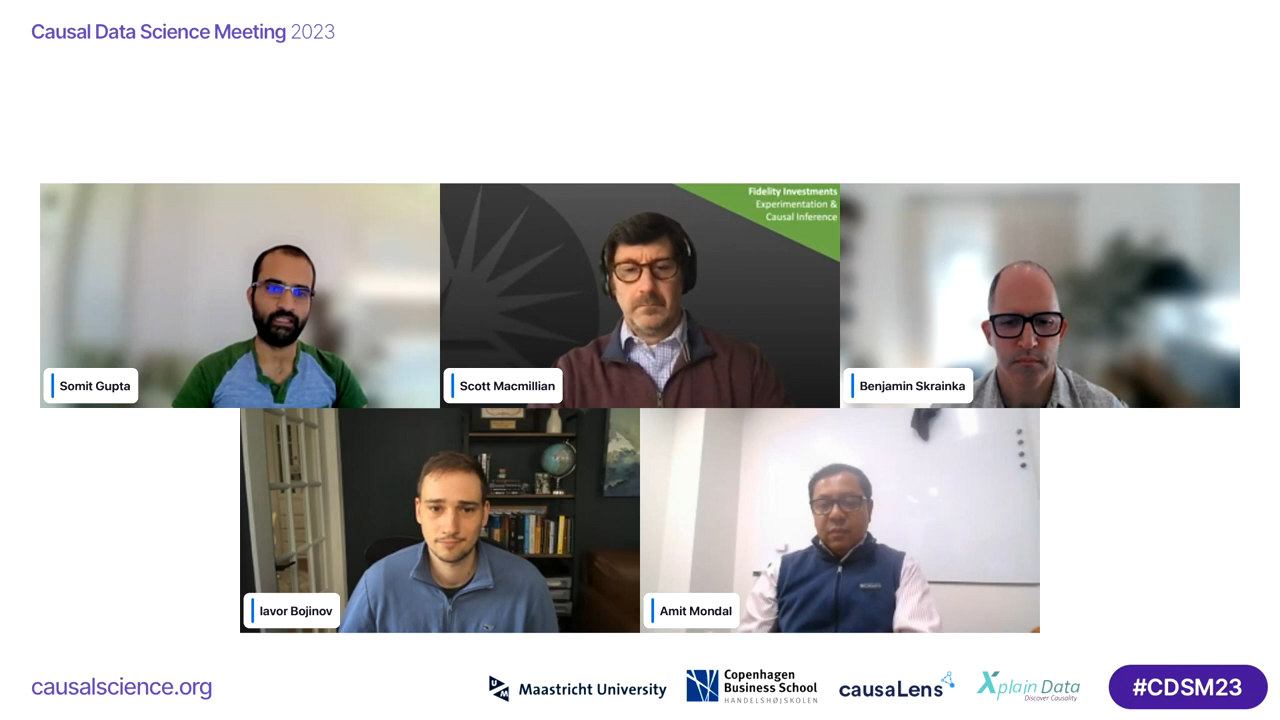 Causal Data Science Meeting 2023
Fidelity Investments
Experimentation &
Causal Inference
Somit Gupta
Scott Macmillian
Benjamin Skrainka
Iavor Bojinov
Amit Mondal
causalscience.org
UM
Maastricht University
Copenhagen
Business School
HANDELSHØJSKOLEN
causaLens
Xplain Data
Discover Causality
#CDSM23